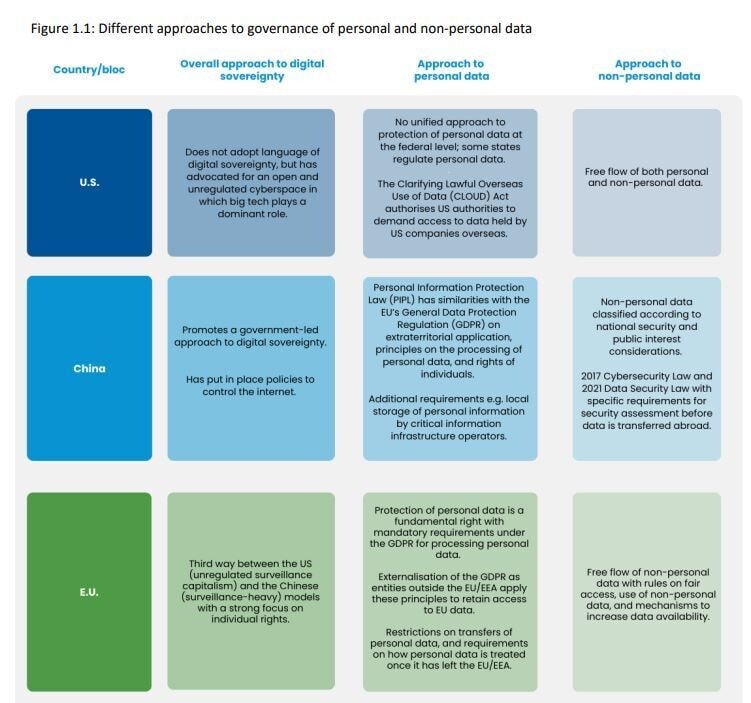 Figure 1.1: Different approaches to governance of personal and non-personal data
Country/bloc
Overall approach to digital
sovereignty
Approach to
personal data
Approach to
non-personal data
U.S.
Does not adopt language of
digital sovereignty, but has
advocated for an open and
unregulated cyberspace in
which big tech plays a
dominant role.
No unified approach to
protection of personal data at
the federal level; some states
regulate personal data.
The Clarifying Lawful Overseas
Use of Data (CLOUD) Act
authorises US authorities to
demand access to data held by
US companies overseas.
Free flow of both personal
and non-personal data.
China
Promotes a government-led
approach to digital sovereignty.
Has put in place policies to
control the internet.
Personal Information Protection
Law (PIPL) has similarities with the
EU's General Data Protection
Regulation (GDPR) on
extraterritorial application,
principles on the processing of
personal data, and rights of
individuals.
Additional requirements e.g. local
storage of personal information
by critical information
infrastructure operators.
Non-personal data
classified according to
national security and
public interest
considerations.
2017 Cybersecurity Law and
2021 Data Security Law with
specific requirements for
security assessment before
data is transferred abroad.
E.U.
Third way between the US
(unregulated surveillance
capitalism) and the Chinese
(surveillance-heavy) models
with a strong focus on
individual rights.
Protection of personal data is a
fundamental right with
mandatory requirements under
the GDPR for processing personal
data.
Externalisation of the GDPR as
entities outside the EU/EEA apply
these principles to retain access
to EU data.
Restrictions on transfers of
personal data, and requirements
on how personal data is treated
once it has left the EU/EEA.
Free flow of non-personal
data with rules on fair
access, use of non-personal
data, and mechanisms to
increase data availability.